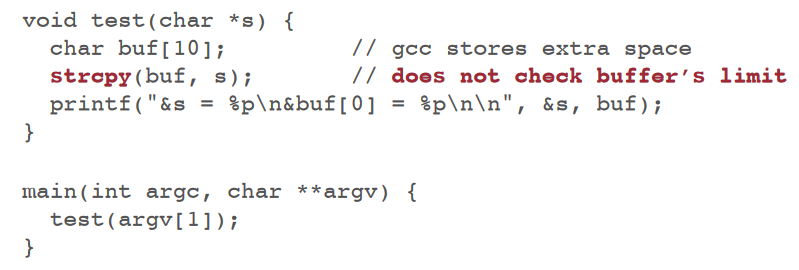 void test(char *s) {
  char buf[10];         // gcc stores extra space
  strcpy(buf, s);       // does not check buffer’s limit
  printf("&s = %p\n&buf[0] = %p\n\n", &s, buf);
}

main(int argc, char **argv) {
  test(argv[1]);
}